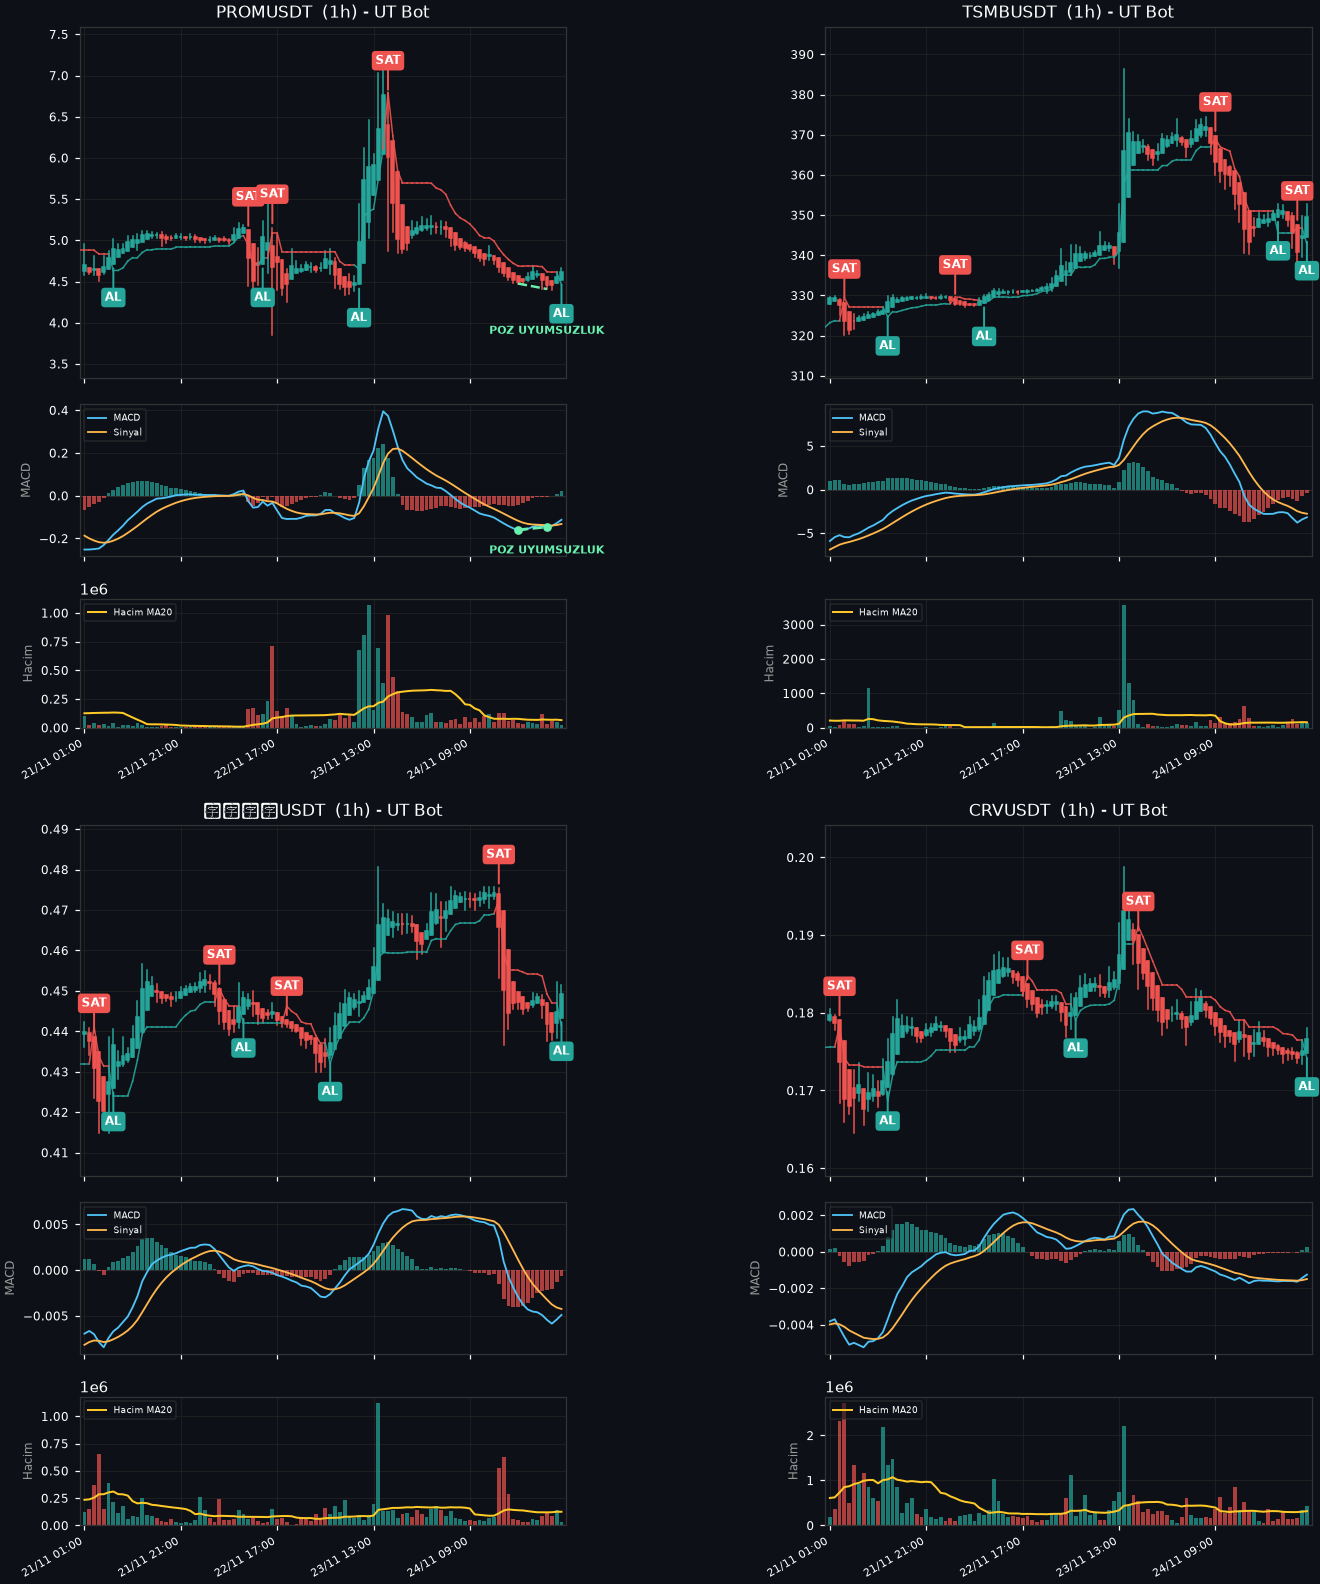 PROMUSDT (1h) - UT Bot
7.5
7.0
6.5
6.0
5.5
5.0
4.5
4.0
3.5
SAT
SAT
SAT
AL
AL
AL
AL
POZ UYUMSUZLUK
MACD
0.4
0.2
0.0
−0.2
MACD
Sinyal
POZ UYUMSUZLUK
1e6
Hacim
1.00
0.75
0.50
0.25
0.00
Hacim MA20
21/11 01:00
21/11 21:00
22/11 17:00
23/11 13:00
24/11 09:00
TSMBUSDT (1h) - UT Bot
390
380
370
360
350
340
330
320
310
SAT
SAT
SAT
SAT
AL
AL
AL
AL
MACD
5
0
−5
MACD
Sinyal
Hacim
3000
2000
1000
0
Hacim MA20
21/11 01:00
21/11 21:00
22/11 17:00
23/11 13:00
24/11 09:00
USDT (1h) - UT Bot
0.49
0.48
0.47
0.46
0.45
0.44
0.43
0.42
0.41
SAT
SAT
SAT
SAT
AL
AL
AL
AL
MACD
0.005
0.000
−0.005
MACD
Sinyal
1e6
Hacim
1.00
0.75
0.50
0.25
0.00
Hacim MA20
21/11 01:00
21/11 21:00
22/11 17:00
23/11 13:00
24/11 09:00
CRVUSDT (1h) - UT Bot
0.20
0.19
0.18
0.17
0.16
SAT
SAT
SAT
AL
AL
AL
MACD
0.002
0.000
−0.002
−0.004
MACD
Sinyal
1e6
Hacim
2
1
0
Hacim MA20
21/11 01:00
21/11 21:00
22/11 17:00
23/11 13:00
24/11 09:00